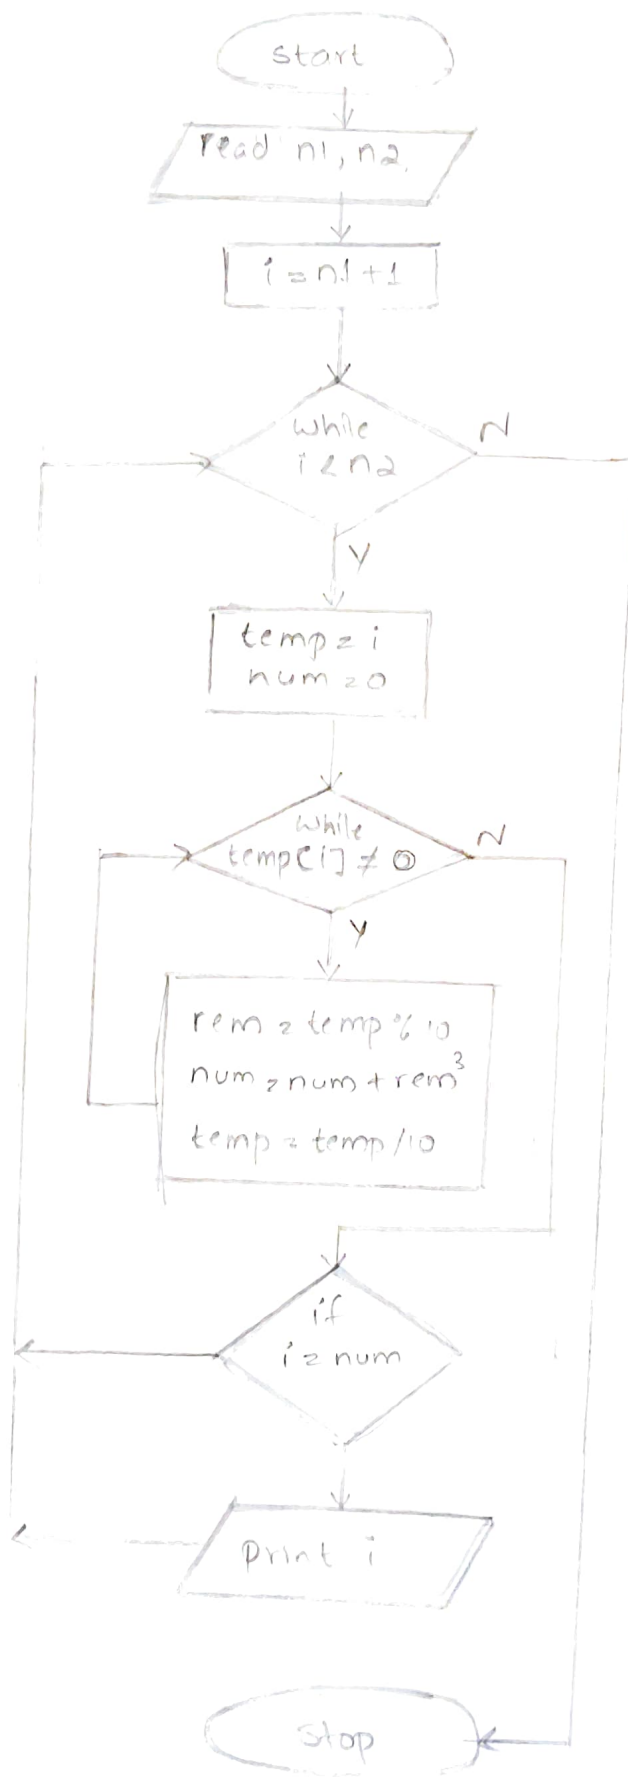 start
read n1, n2.
i = n1 + 1
while
i < n2
N
Y
temp = i
num = 0
while
temp[i] ≠ 0
N
Y
rem = temp % 10
num = num + rem³
temp = temp / 10
if
i = num
print i
stop